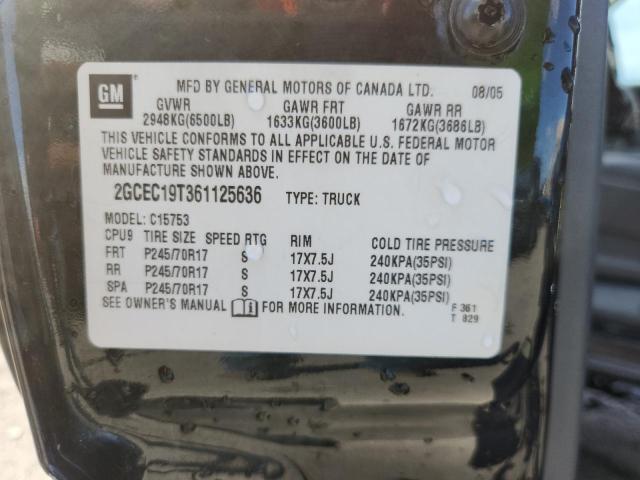 GM
MFD BY GENERAL MOTORS OF CANADA LTD. 08/05
GVWR GAWR FRT GAWR RR
2948KG(6500LB) 1633KG(3600LB) 1672KG(3686LB)
THIS VEHICLE CONFORMS TO ALL APPLICABLE U.S. FEDERAL MOTOR
VEHICLE SAFETY STANDARDS IN EFFECT ON THE DATE OF
MANUFACTURE SHOWN ABOVE.
2GCEC19T361125636 TYPE: TRUCK
MODEL: C15753
CPU9 TIRE SIZE SPEED RTG RIM COLD TIRE PRESSURE
FRT P245/70R17 S 17X7.5J 240KPA(35PSI)
RR P245/70R17 S 17X7.5J 240KPA(35PSI)
SPA P245/70R17 S 17X7.5J 240KPA(35PSI)
SEE OWNER'S MANUAL FOR MORE INFORMATION. F 361
T 829